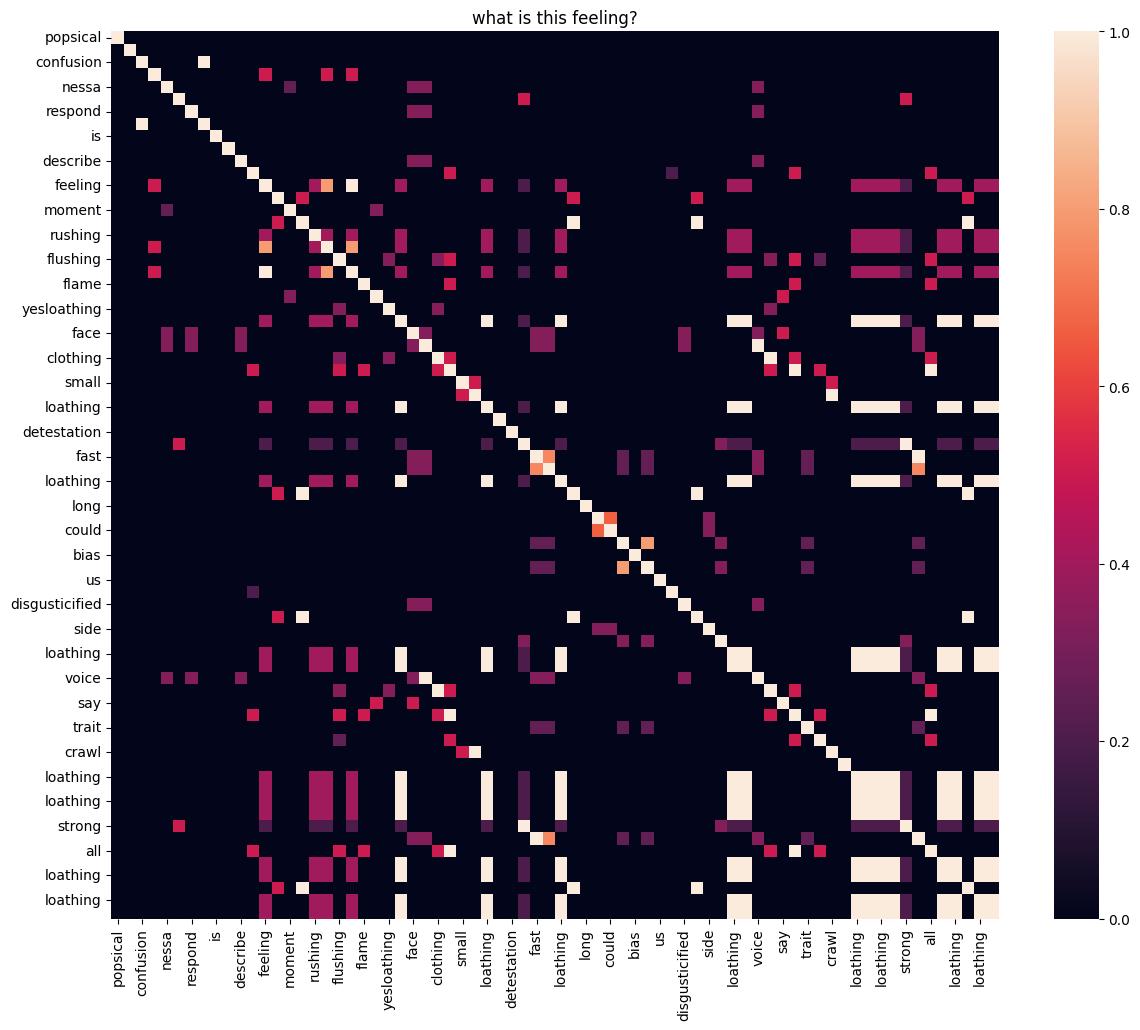 what is this feeling?
popsical
confusion
nessa
respond
is
describe
feeling
moment
rushing
flushing
flame
yesloathing
face
clothing
small
loathing
detestation
fast
loathing
long
could
bias
us
disgusticified
side
loathing
voice
say
trait
crawl
loathing
loathing
strong
all
loathing
loathing
popsical
confusion
nessa
respond
is
describe
feeling
moment
rushing
flushing
flame
yesloathing
face
clothing
small
loathing
detestation
fast
loathing
long
could
bias
us
disgusticified
side
loathing
voice
say
trait
crawl
loathing
loathing
strong
all
loathing
loathing
1.0
0.8
0.6
0.4
0.2
0.0